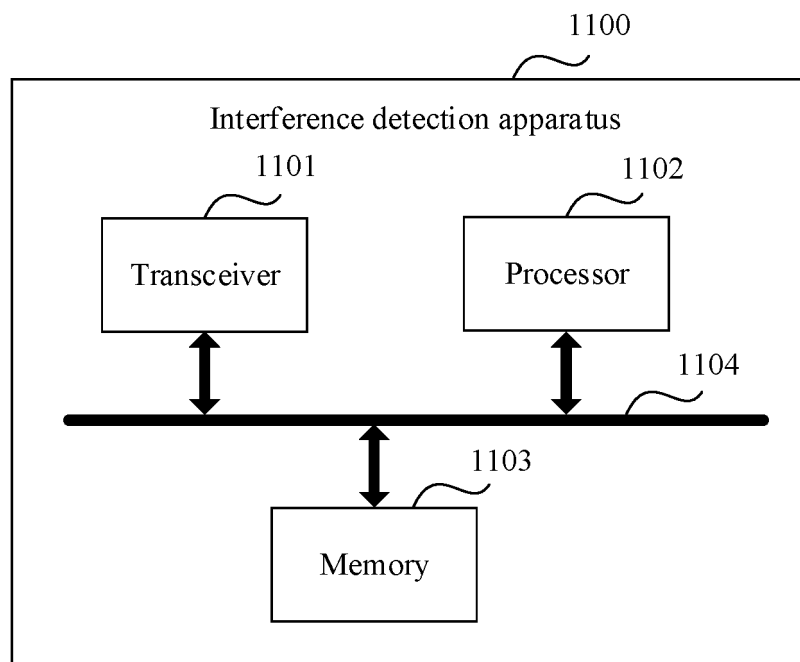 1100
Interference detection apparatus
1101
1102
Transceiver
Processor
1104
1103
Memory